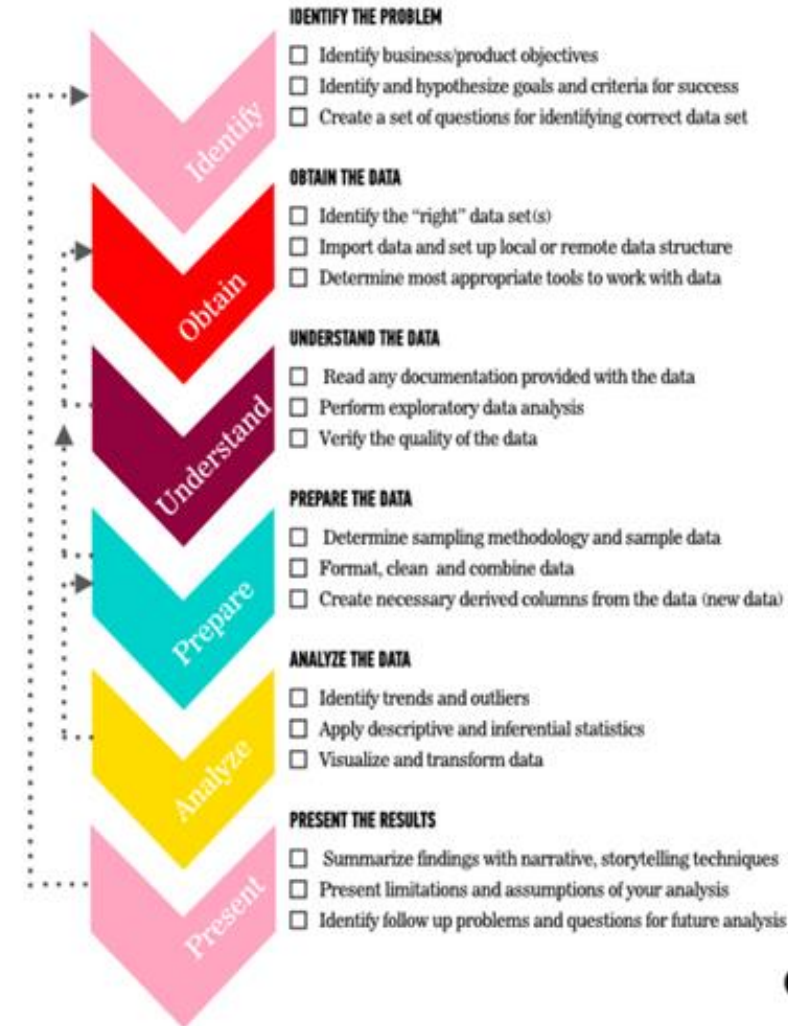 IDENTIFY THE PROBLEM
☐ Identify business/product objectives
☐ Identify and hypothesize goals and criteria for success
☐ Create a set of questions for identifying correct data set
Identify
OBTAIN THE DATA
☐ Identify the “right” data set(s)
☐ Import data and set up local or remote data structure
☐ Determine most appropriate tools to work with data
Obtain
UNDERSTAND THE DATA
☐ Read any documentation provided with the data
☐ Perform exploratory data analysis
☐ Verify the quality of the data
Understand
PREPARE THE DATA
☐ Determine sampling methodology and sample data
☐ Format, clean and combine data
☐ Create necessary derived columns from the data (new data)
Prepare
ANALYZE THE DATA
☐ Identify trends and outliers
☐ Apply descriptive and inferential statistics
☐ Visualize and transform data
Analyze
PRESENT THE RESULTS
☐ Summarize findings with narrative, storytelling techniques
☐ Present limitations and assumptions of your analysis
☐ Identify follow up problems and questions for future analysis
Present